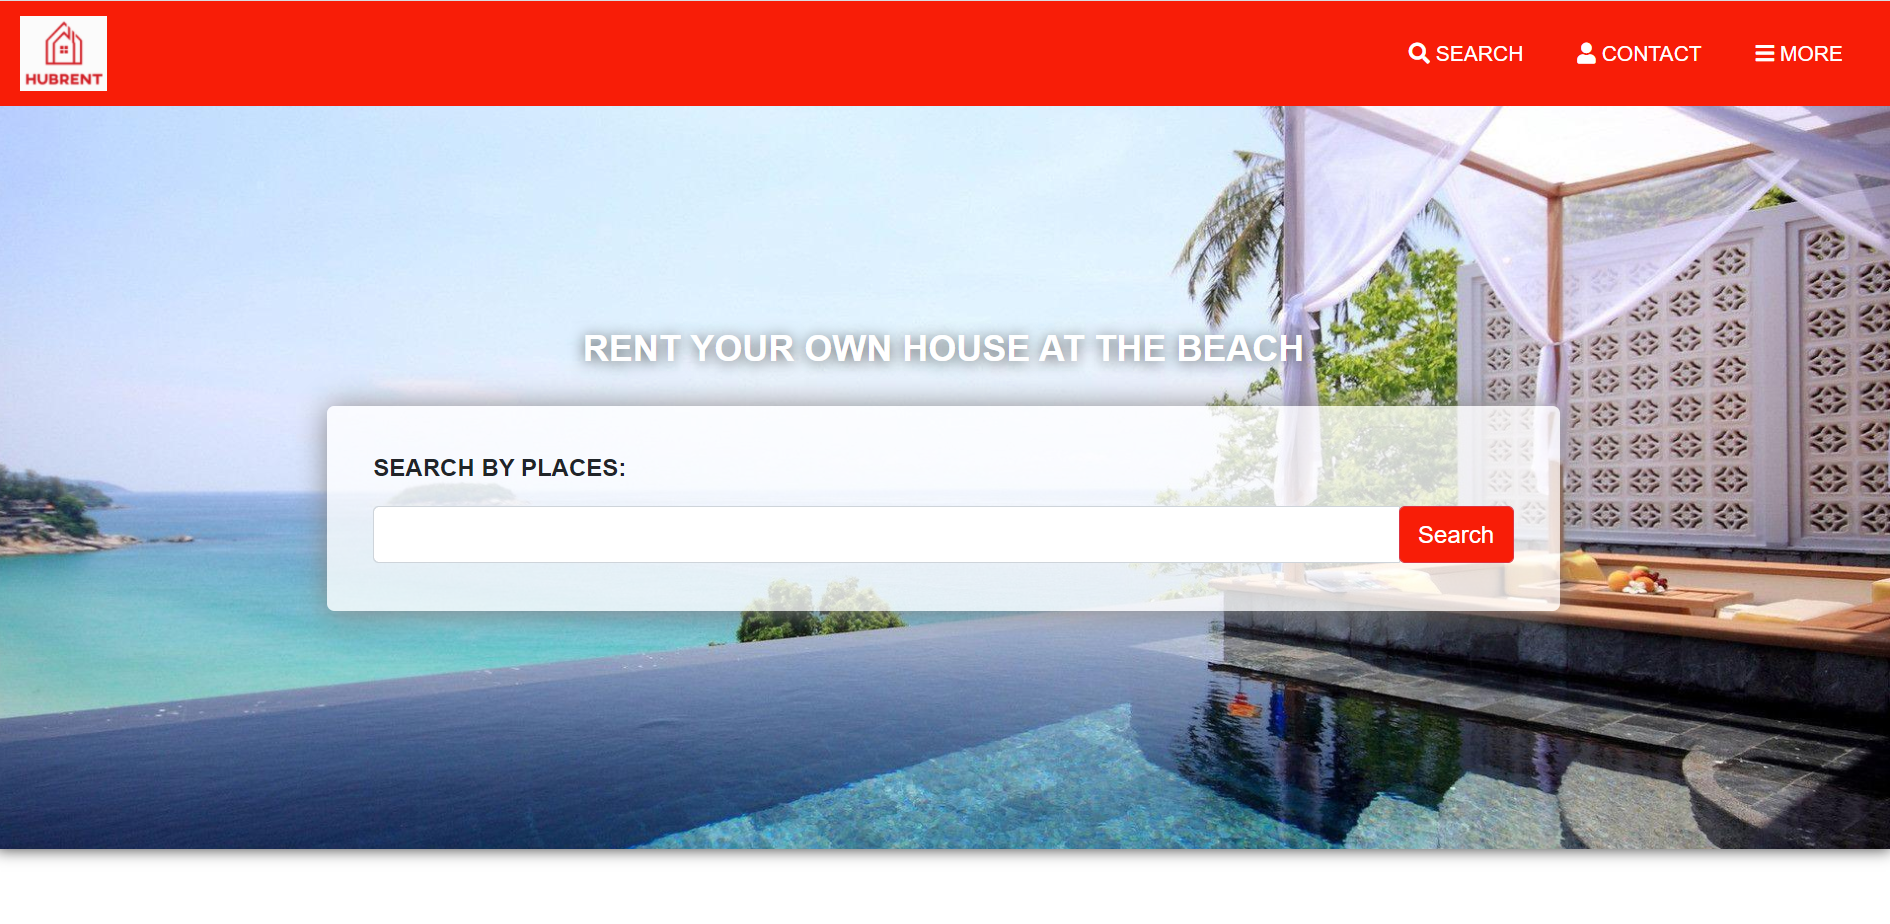 HUBRENT
SEARCH
CONTACT
MORE
RENT YOUR OWN HOUSE AT THE BEACH
SEARCH BY PLACES:
Search